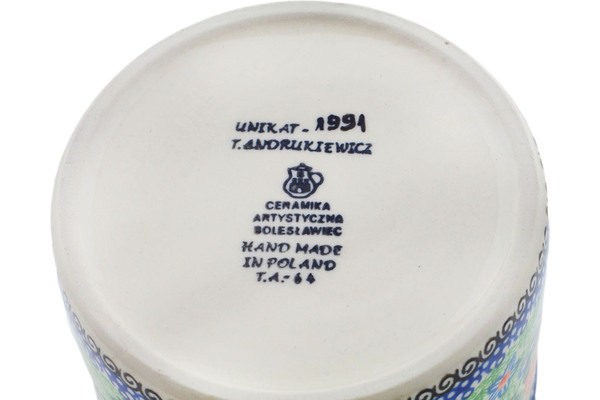 UNIKAT - 1991
T. ANDRUKIEWICZ
CERAMIKA
ARTYSTYCZNA
BOLESŁAWIEC
HAND MADE
IN POLAND
T.A.-64